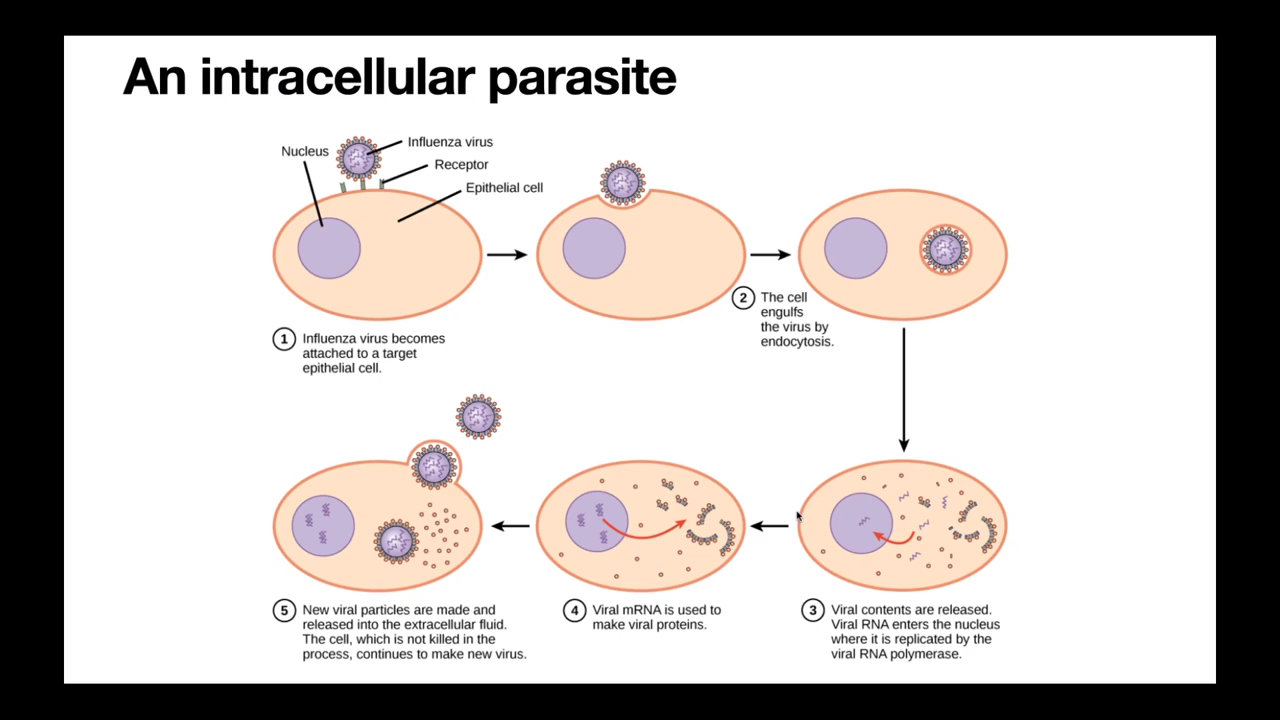 An intracellular parasite
Nucleus
Influenza virus
Receptor
Epithelial cell
1 Influenza virus becomes
attached to a target
epithelial cell.
2 The cell
engulfs
the virus by
endocytosis.
3 Viral contents are released.
Viral RNA enters the nucleus
where it is replicated by the
viral RNA polymerase.
4 Viral mRNA is used to
make viral proteins.
5 New viral particles are made and
released into the extracellular fluid.
The cell, which is not killed in the
process, continues to make new virus.